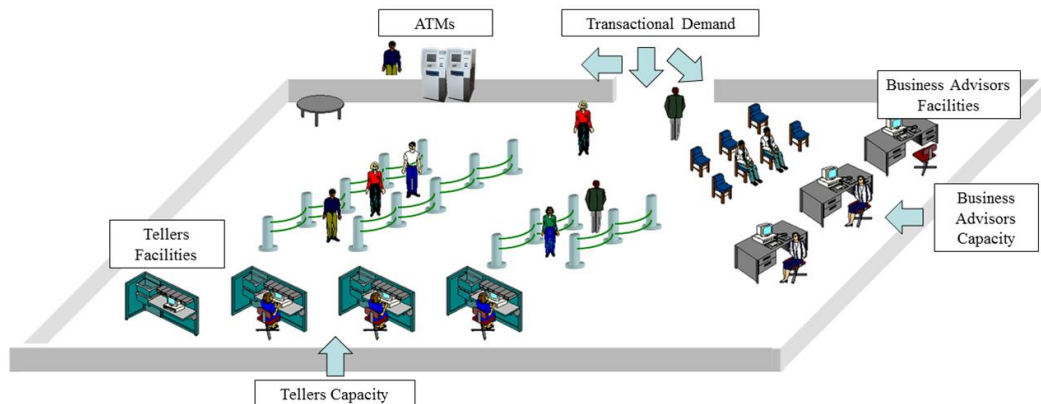 ATMs
Transactional Demand
Business Advisors
Facilities
Tellers
Facilities
Business
Advisors
Capacity
Tellers Capacity